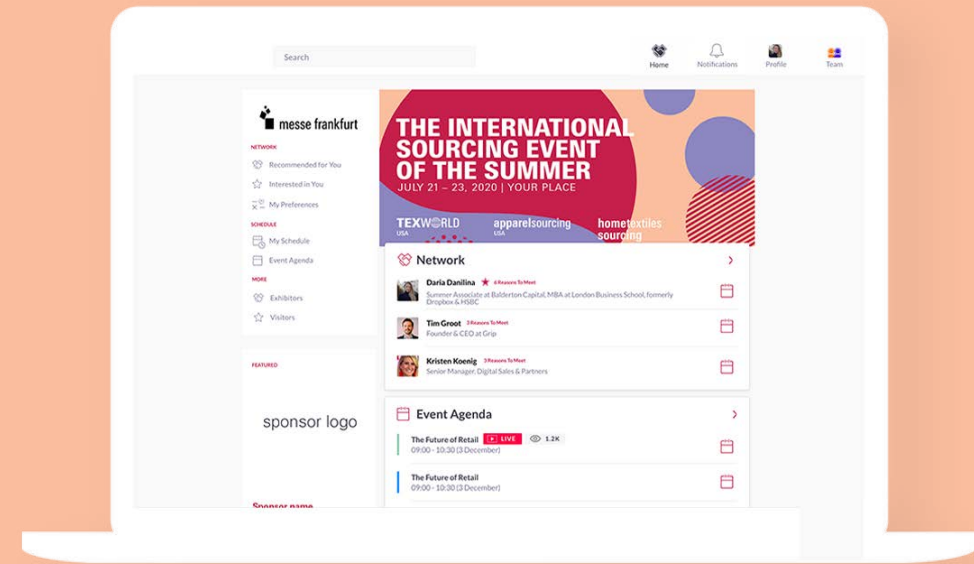 Search
Home
Notifications
Profile
Team
messe frankfurt
NETWORK
Recommended for You
Interested in You
My Preferences
SCHEDULE
My Schedule
Event Agenda
MORE
Exhibitors
Visitors
FEATURED
sponsor logo
Sponsor name
THE INTERNATIONAL
SOURCING EVENT
OF THE SUMMER
JULY 21 – 23, 2020 | YOUR PLACE
TEXWORLD
USA
apparelsourcing
USA
hometextiles
sourcing
Network
Daria Danilina 6 Reasons To Meet
Summer Associate at Balderton Capital, MBA at London Business School, formerly
Dropbox & HSBC
Tim Groot 3 Reasons To Meet
Founder & CEO at Grip
Kristen Koenig 3 Reasons To Meet
Senior Manager, Digital Sales & Partners
Event Agenda
The Future of Retail LIVE 1.2K
09:00 - 10:30 (3 December)
The Future of Retail
09:00 - 10:30 (3 December)